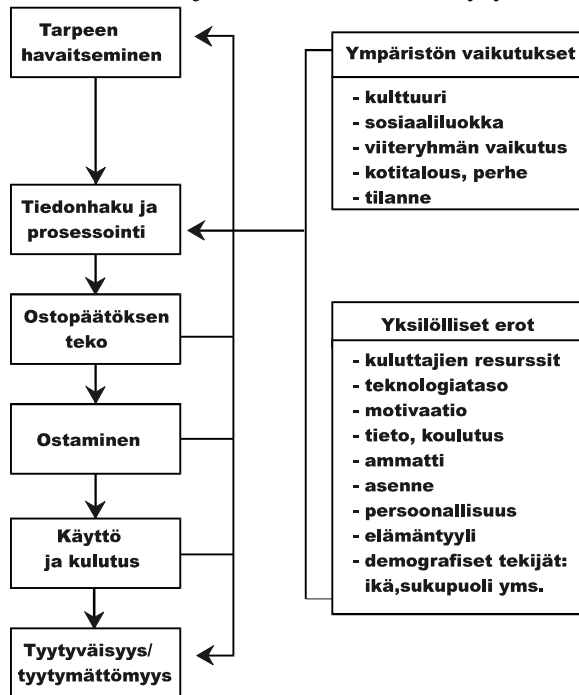 Tarpeen
havaitseminen
Tiedonhaku ja
prosessointi
Ostopäätöksen
teko
Ostaminen
Käyttö
ja kulutus
Tyytyväisyys/
tyytymättömyys
Ympäristön vaikutukset
- kulttuuri
- sosiaaliluokka
- viiteryhmän vaikutus
- kotitalous, perhe
- tilanne
Yksilölliset erot
- kuluttajien resurssit
- teknologiataso
- motivaatio
- tieto, koulutus
- ammatti
- asenne
- persoonallisuus
- elämäntyyli
- demografiset tekijät:
ikä,sukupuoli yms.